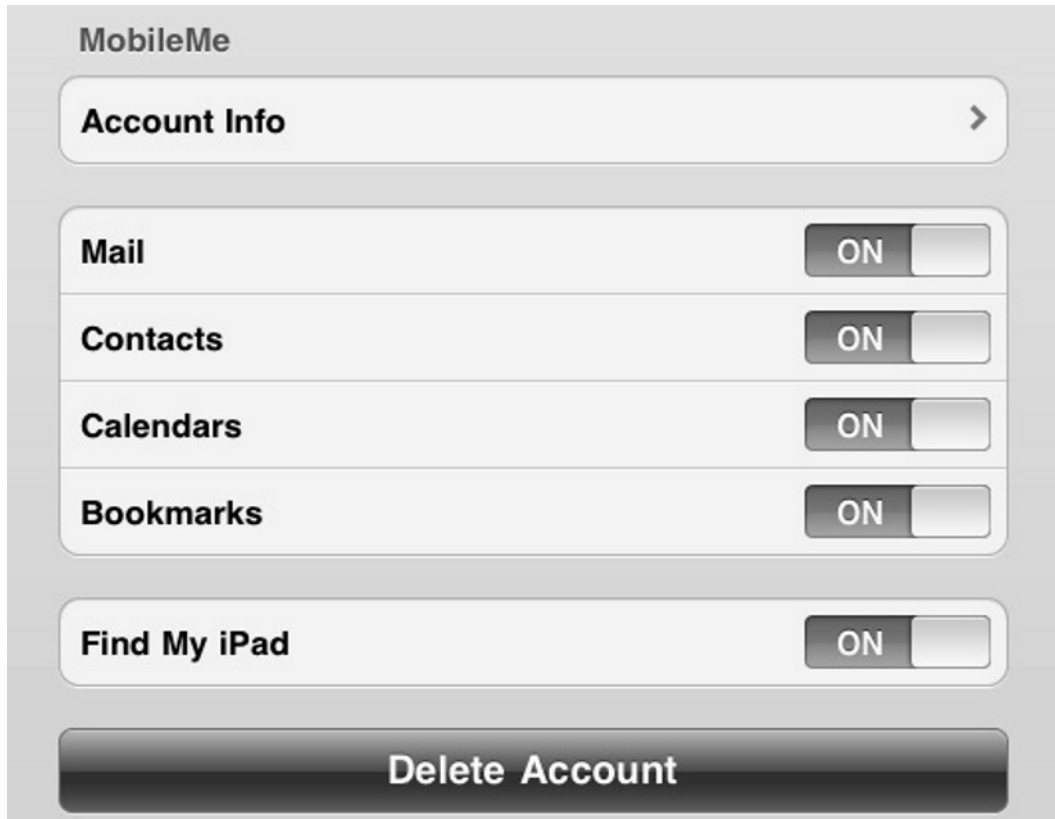 MobileMe
Account Info
Mail ON
Contacts ON
Calendars ON
Bookmarks ON
Find My iPad ON
Delete Account